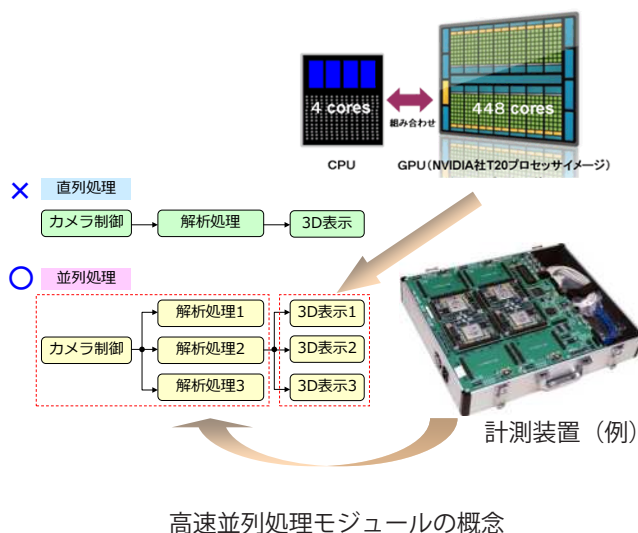 4 cores
448 cores
組み合わせ
CPU
GPU(NVIDIA社T20プロセッサイメージ)
×
直列処理
カメラ制御
解析処理
3D表示
○
並列処理
カメラ制御
解析処理1
解析処理2
解析処理3
3D表示1
3D表示2
3D表示3
計測装置（例）
高速並列処理モジュールの概念